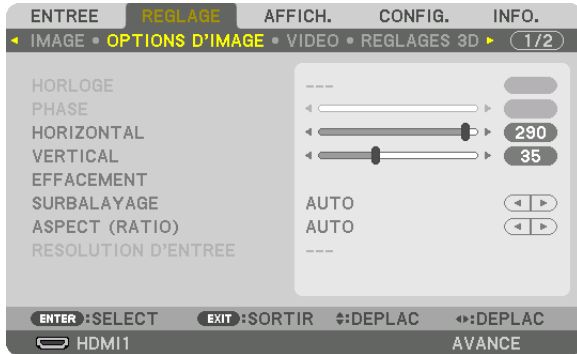 ENTREE REGLAGE AFFICH. CONFIG. INFO.
IMAGE • OPTIONS D'IMAGE • VIDEO • REGLAGES 3D 1/2
HORLOGE ---
PHASE
HORIZONTAL 290
VERTICAL 35
EFFACEMENT
SURBALAYAGE AUTO
ASPECT (RATIO) AUTO
RESOLUTION D'ENTREE ---
ENTER :SELECT EXIT :SORTIR :DEPLAC :DEPLAC
HDMI1 AVANCE